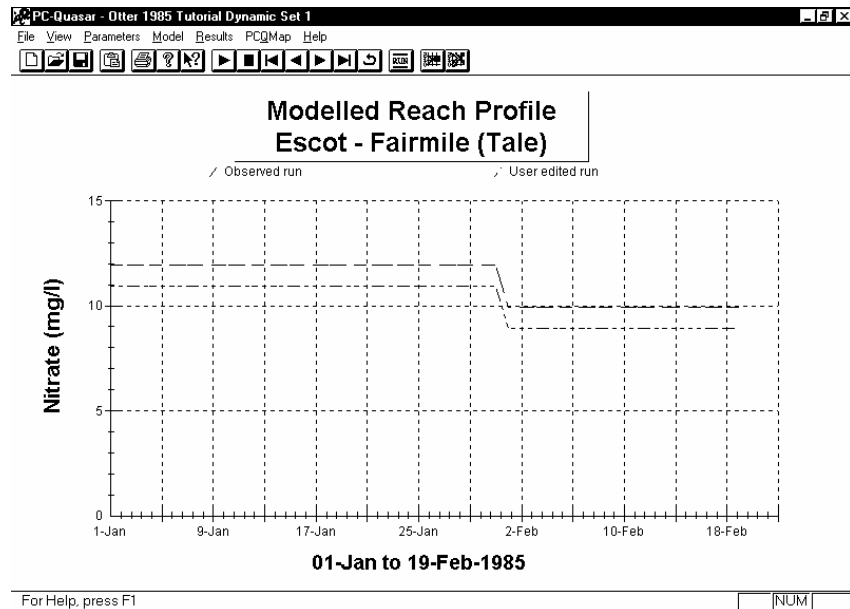 PC-Quasar - Otter 1985 Tutorial Dynamic Set 1
File View Parameters Model Results PCQMap Help
RUN
Modelled Reach Profile
Escot - Fairmile (Tale)
Observed run
User edited run
15
10
5
0
Nitrate (mg/l)
1-Jan 9-Jan 17-Jan 25-Jan 2-Feb 10-Feb 18-Feb
01-Jan to 19-Feb-1985
For Help, press F1
NUM